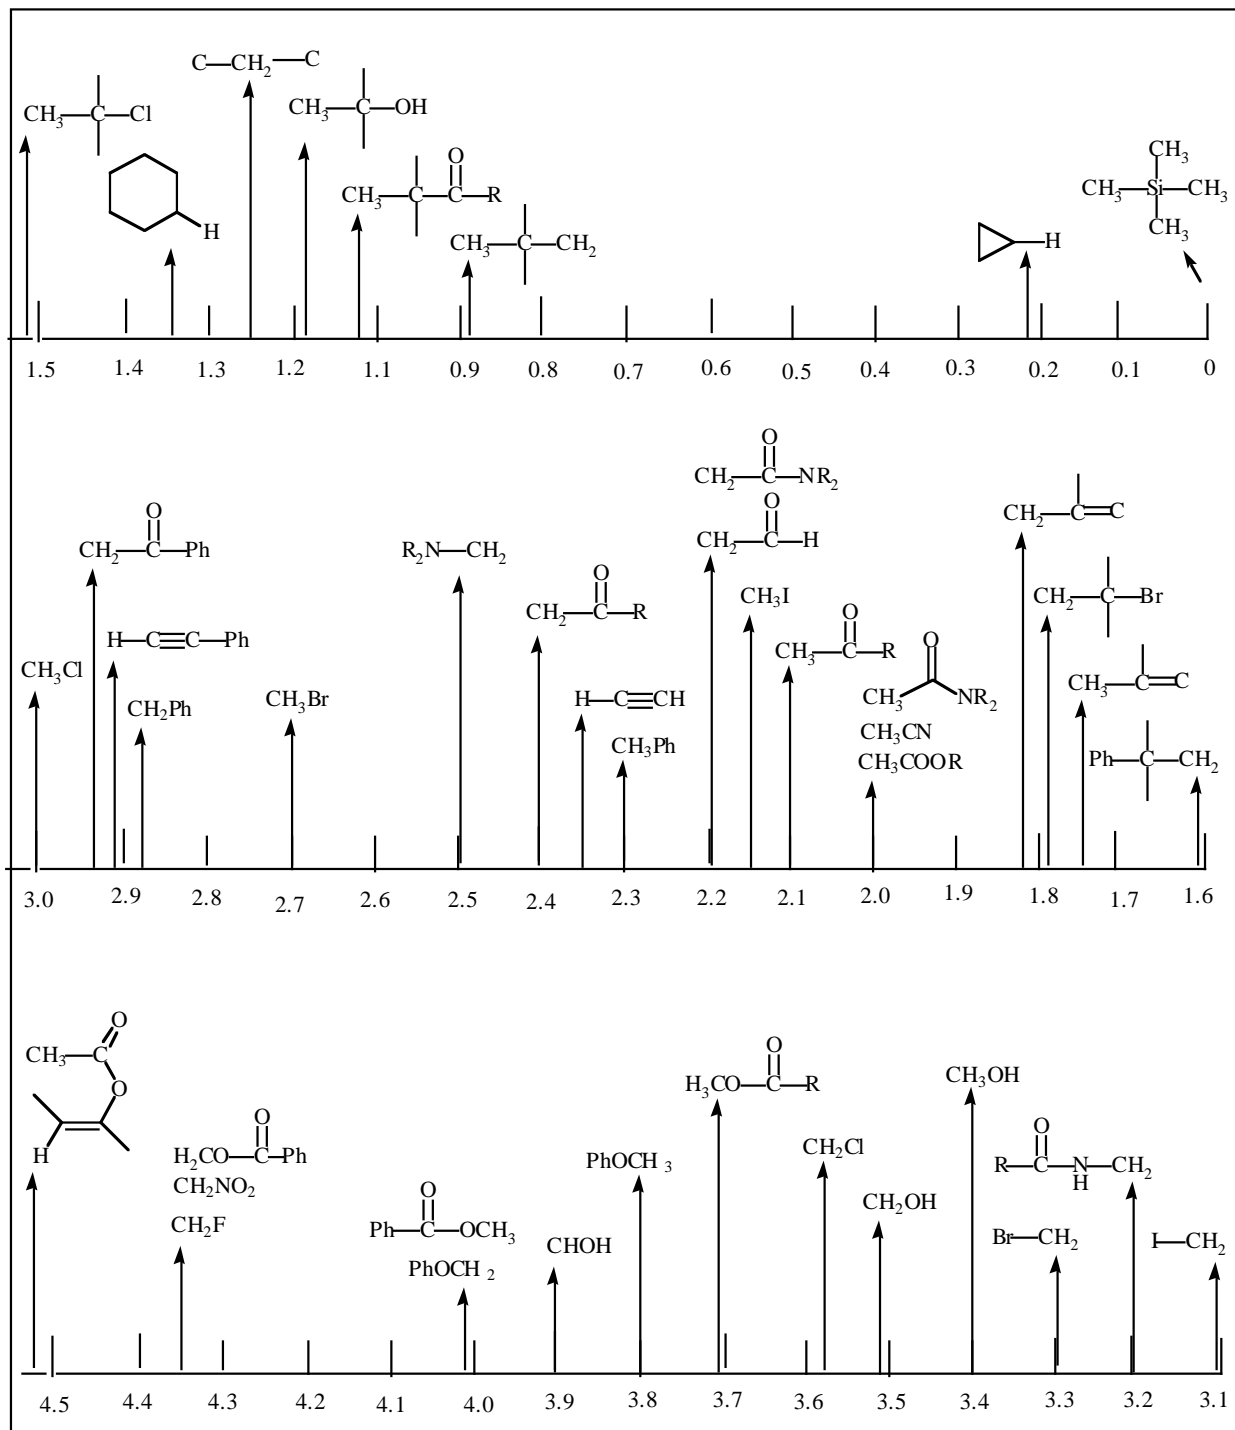 C CH2 C
CH3 C Cl
CH3 C OH
O
CH3 C C R
H
CH3 C CH2
H
CH3
CH3 Si CH3
CH3
1.5 1.4 1.3 1.2 1.1 0.9 0.8 0.7 0.6 0.5 0.4 0.3 0.2 0.1 0
O
CH2 C NR2
O
CH2 C H
O
CH2 C Ph
R2N CH2
CH2 C C
O
CH2 C R
CH3I
CH2 C Br
H C C Ph
O
CH3 C R
O
CH3 NR2
CH3 C C
CH3Cl
CH2Ph
CH3Br
H C CH
CH3Ph
CH3CN
CH3COOR
Ph C CH2
3.0 2.9 2.8 2.7 2.6 2.5 2.4 2.3 2.2 2.1 2.0 1.9 1.8 1.7 1.6
O
CH3 C
O
H
O
H2CO C Ph
CH2NO2
CH2F
O
Ph C OCH3
PhOCH2
CHOH
PhOCH3
O
H3CO C R
CH2Cl
CH2OH
CH3OH
O
R C N CH2
H
Br CH2
I CH2
4.5 4.4 4.3 4.2 4.1 4.0 3.9 3.8 3.7 3.6 3.5 3.4 3.3 3.2 3.1